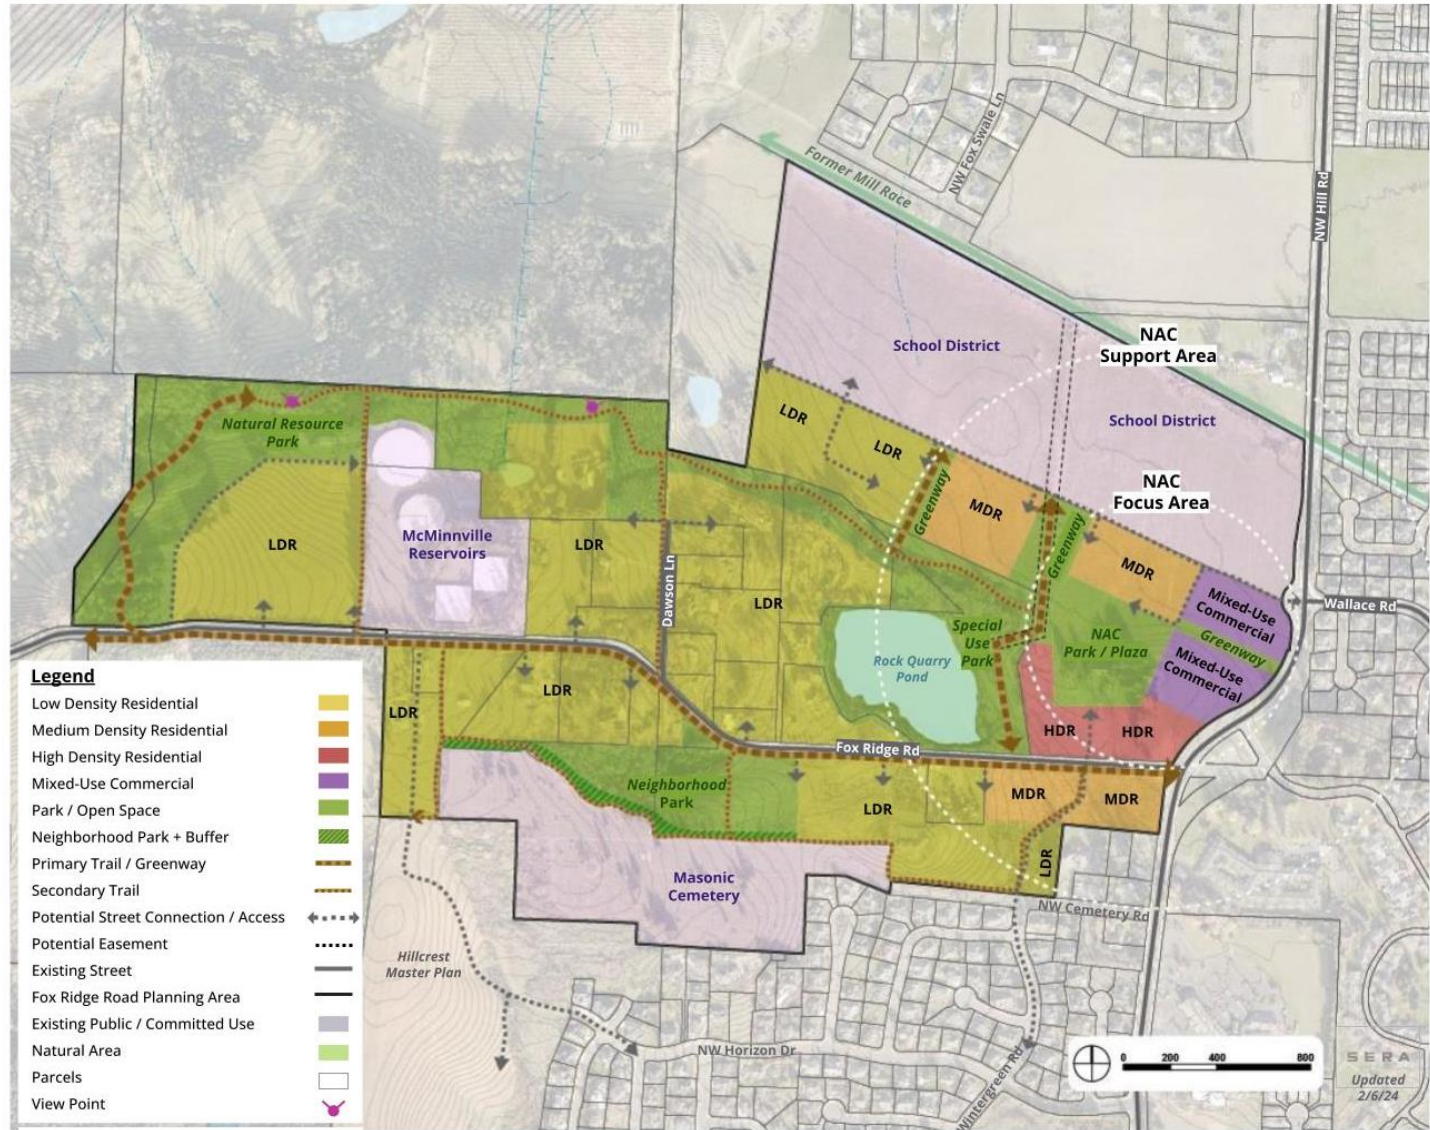 Former Mill Race
NW Fox Swale Ln
NW Hill Rd
School District
NAC
Support Area
School District
NAC
Focus Area
Natural Resource
Park
LDR
McMinnville
Reservoirs
LDR
Dawson Ln
LDR
LDR
LDR
Greenway
MDR
Greenway
MDR
Mixed-Use
Commercial
Greenway
Mixed-Use
Commercial
Wallace Rd
Special
Use
Park
NAC
Park / Plaza
Rock Quarry
Pond
HDR
HDR
LDR
LDR
Fox Ridge Rd
Neighborhood
Park
LDR
MDR
MDR
LDR
Masonic
Cemetery
NW Cemetery Rd
Hillcrest
Master Plan
NW Horizon Dr
Wintergreen Rd
Legend
Low Density Residential
Medium Density Residential
High Density Residential
Mixed-Use Commercial
Park / Open Space
Neighborhood Park + Buffer
Primary Trail / Greenway
Secondary Trail
Potential Street Connection / Access
Potential Easement
Existing Street
Fox Ridge Road Planning Area
Existing Public / Committed Use
Natural Area
Parcels
View Point
0 200 400 800
SERA
Updated
2/6/24